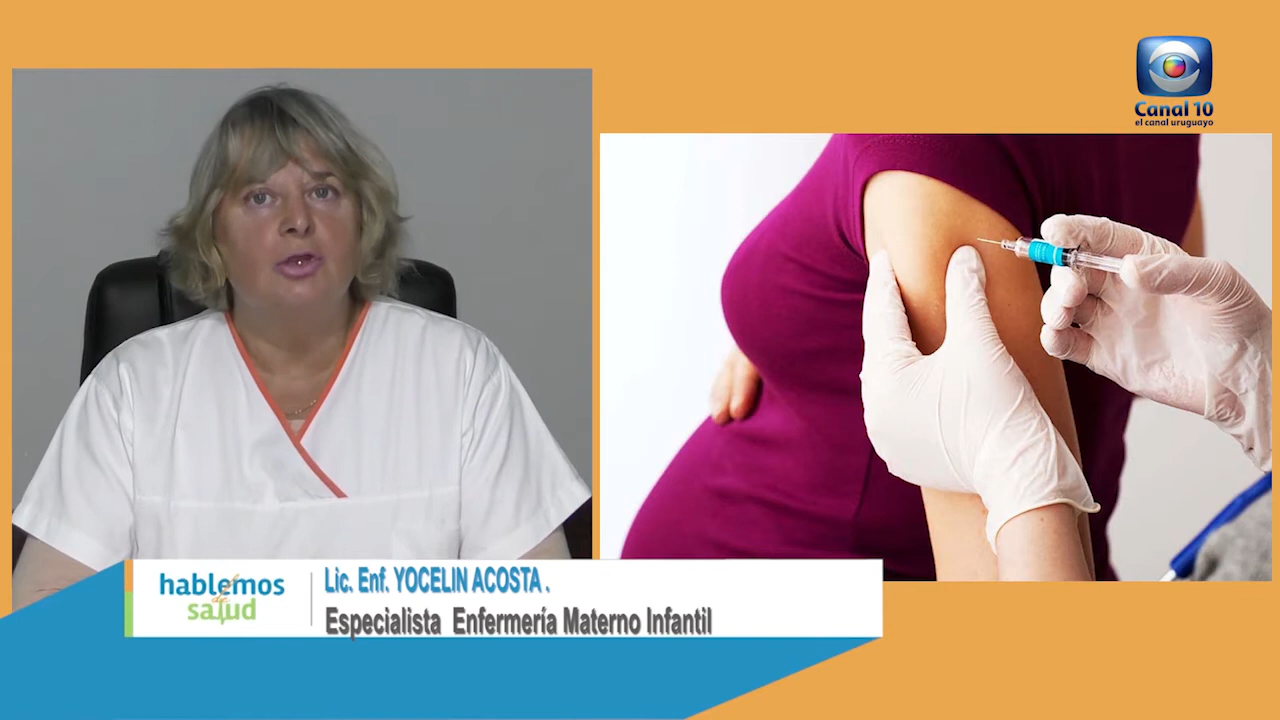 Canal 10
el canal uruguayo
hablemos
de
salud
Lic. Enf. YOCELIN ACOSTA .
Especialista Enfermería Materno Infantil